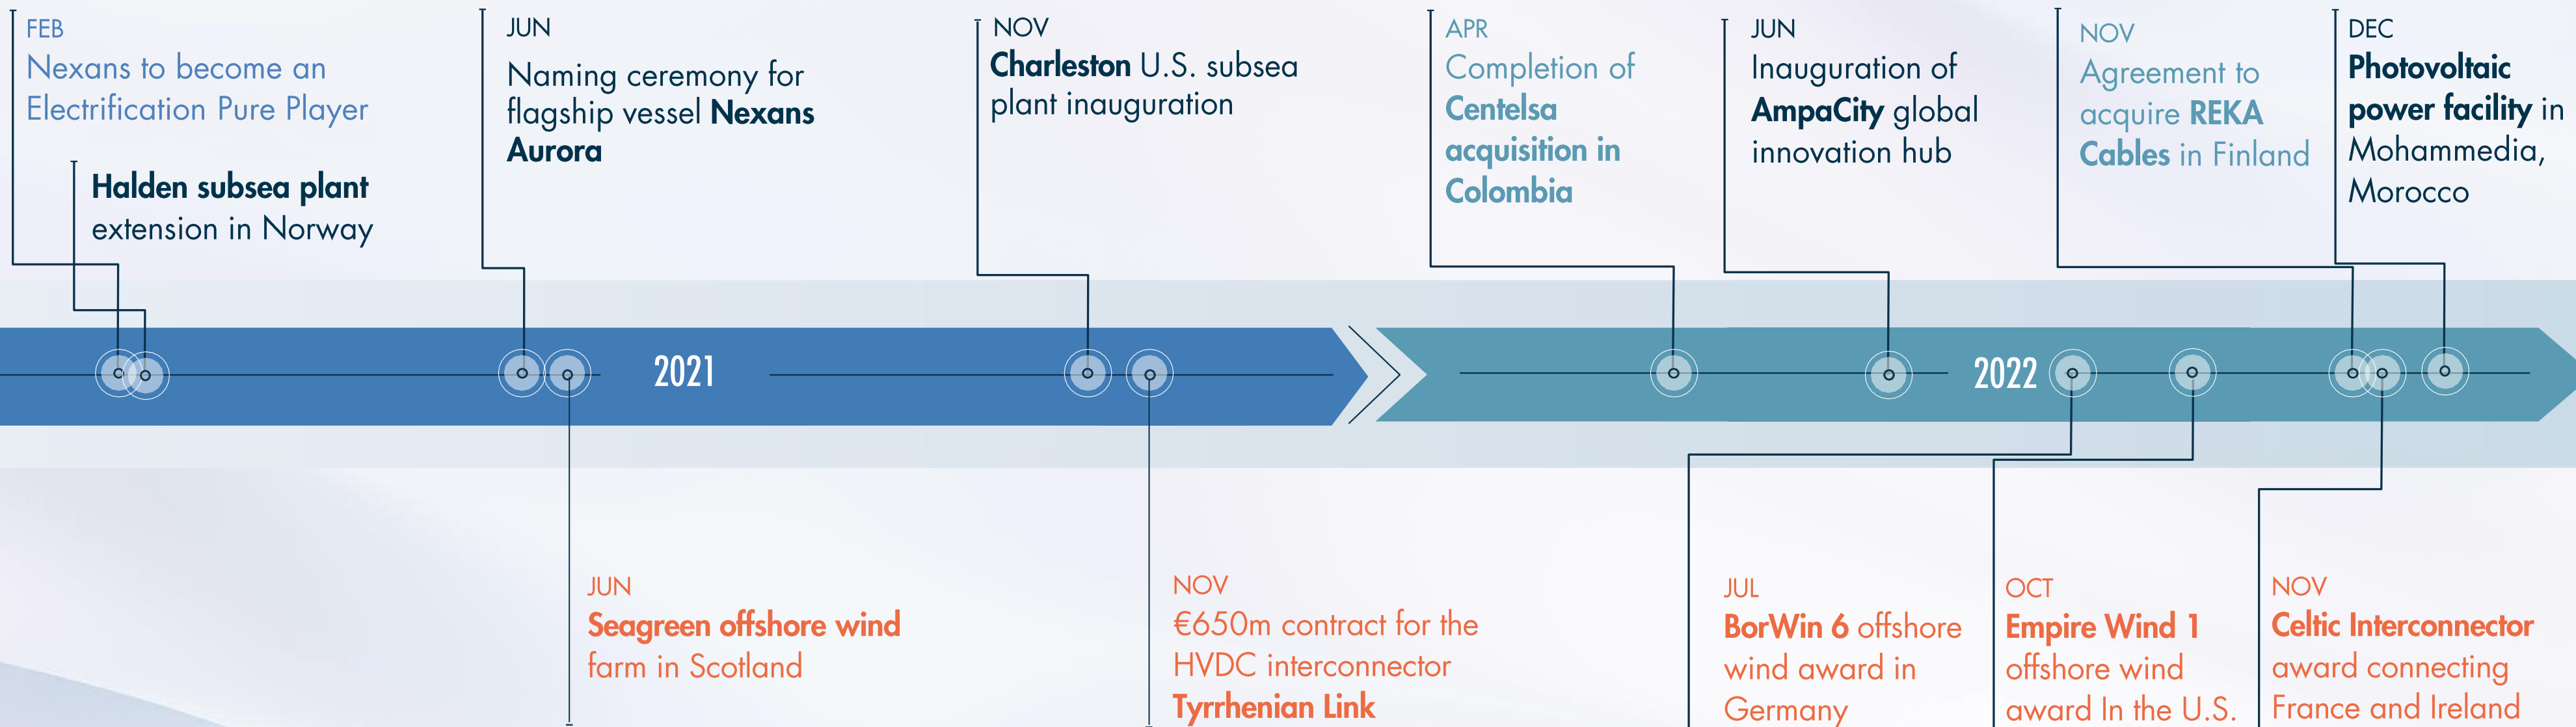 FEB
Nexans to become an
Electrification Pure Player
Halden subsea plant
extension in Norway
JUN
Naming ceremony for
flagship vessel Nexans
Aurora
NOV
Charleston U.S. subsea
plant inauguration
APR
Completion of
Centelsa
acquisition in
Colombia
JUN
Inauguration of
AmpaCity global
innovation hub
NOV
Agreement to
acquire REKA
Cables in Finland
DEC
Photovoltaic
power facility in
Mohammedia,
Morocco
2021
2022
JUN
Seagreen offshore wind
farm in Scotland
NOV
€650m contract for the
HVDC interconnector
Tyrrhenian Link
JUL
BorWin 6 offshore
wind award in
Germany
OCT
Empire Wind 1
offshore wind
award In the U.S.
NOV
Celtic Interconnector
award connecting
France and Ireland